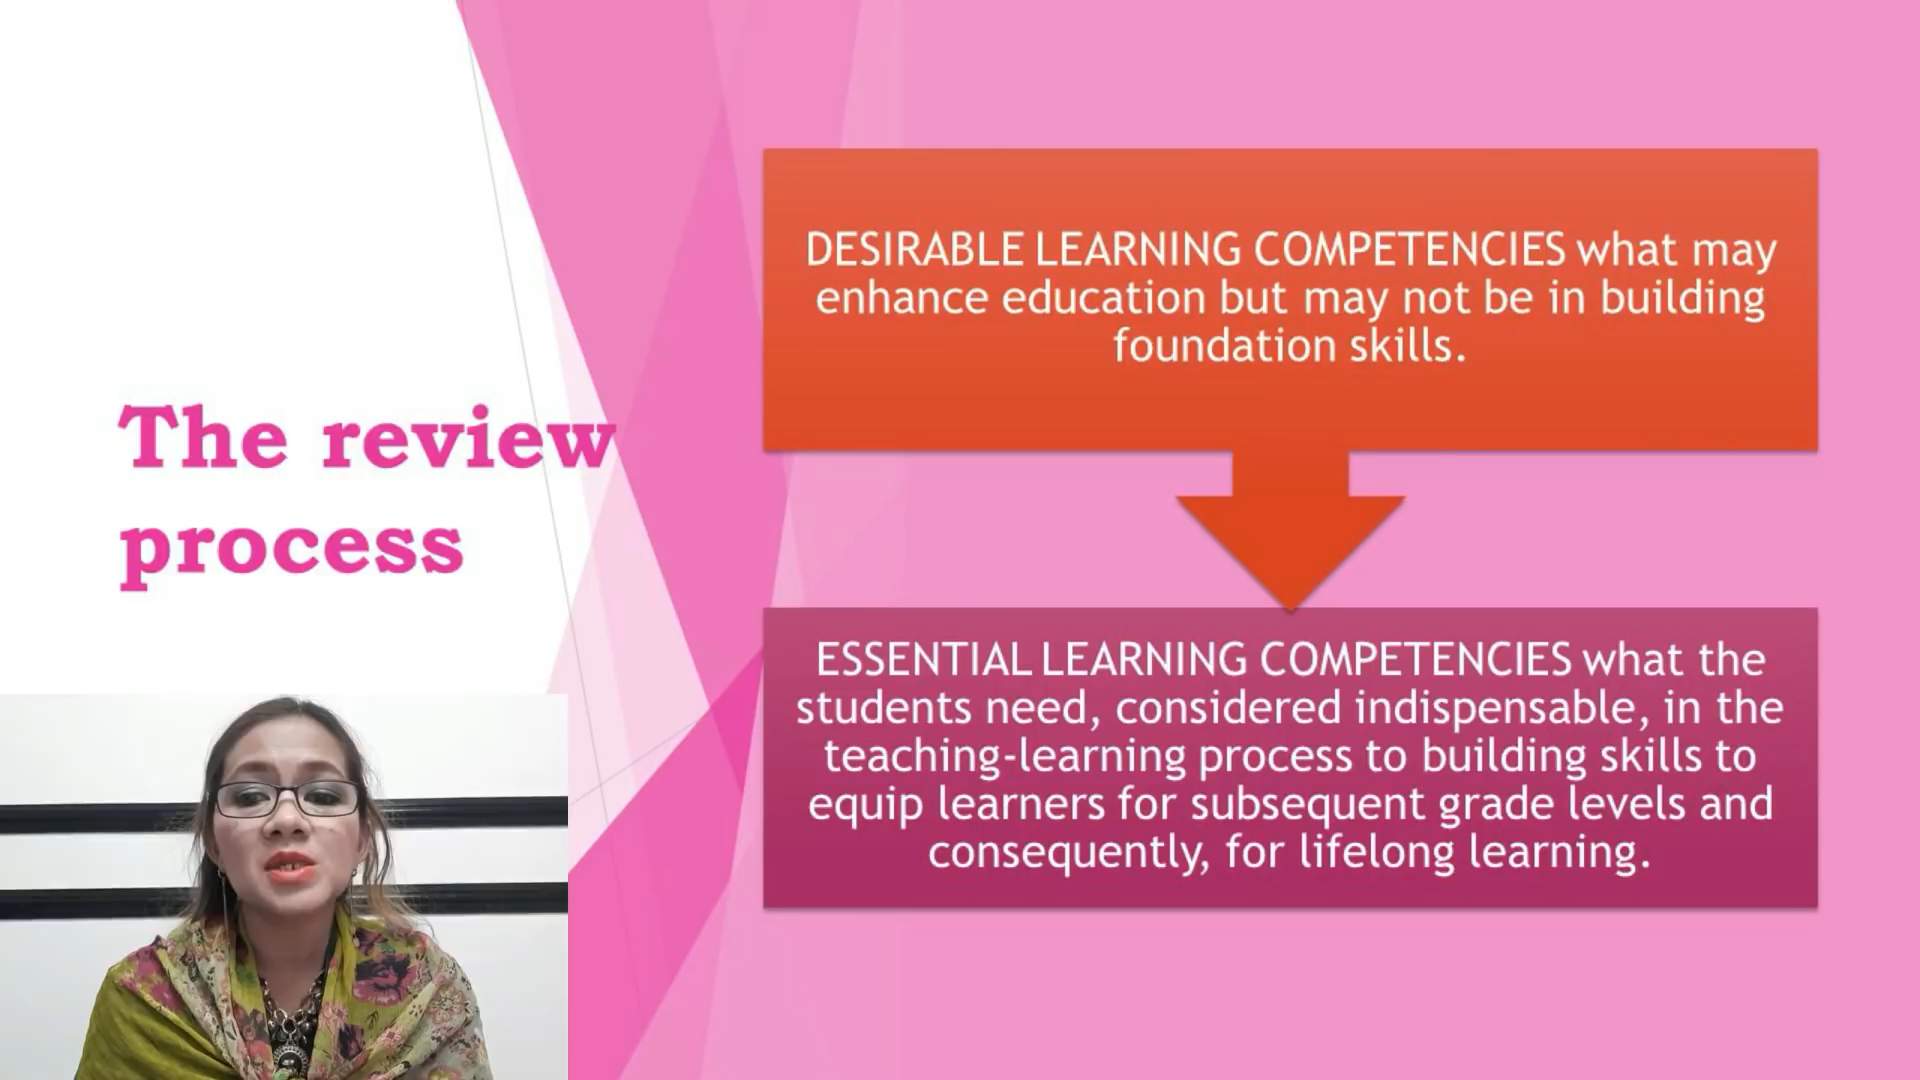 The review
process
DESIRABLE LEARNING COMPETENCIES what may
enhance education but may not be in building
foundation skills.
ESSENTIAL LEARNING COMPETENCIES what the
students need, considered indispensable, in the
teaching-learning process to building skills to
equip learners for subsequent grade levels and
consequently, for lifelong learning.